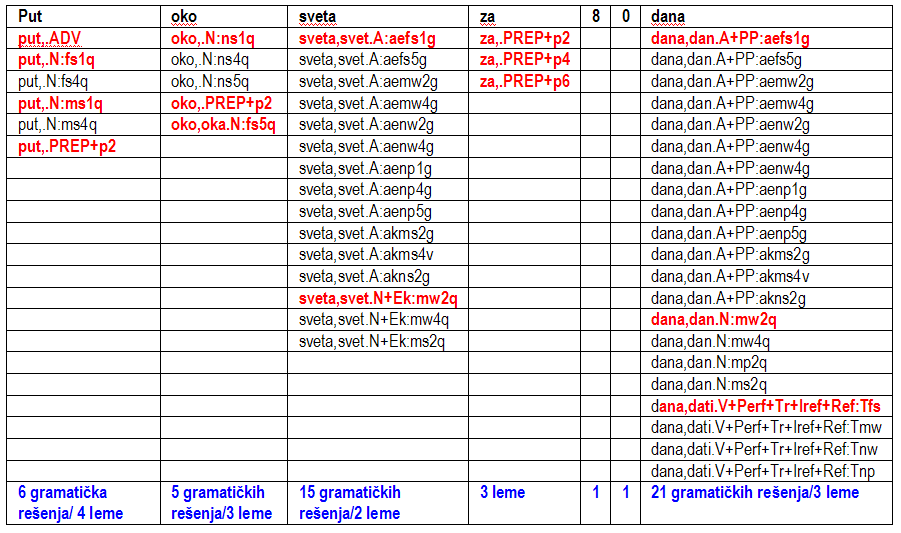 Put oko sveta za 8 0 dana
put,.ADV oko,.N:ns1q sveta,svet.A:aefs1g za,.PREP+p2 dana,dan.A+PP:aefs1g
put,.N:fs1q oko,.N:ns4q sveta,svet.A:aefs5g za,.PREP+p4 dana,dan.A+PP:aefs5g
put,.N:fs4q oko,.N:ns5q sveta,svet.A:aemw2g za,.PREP+p6 dana,dan.A+PP:aemw2g
put,.N:ms1q oko,.PREP+p2 sveta,svet.A:aemw4g dana,dan.A+PP:aemw4g
put,.N:ms4q oko,oka.N:fs5q sveta,svet.A:aenw2g dana,dan.A+PP:aenw2g
put,.PREP+p2 sveta,svet.A:aenw4g dana,dan.A+PP:aenw4g
sveta,svet.A:aenp1g dana,dan.A+PP:aenp1g
sveta,svet.A:aenp4g dana,dan.A+PP:aenp4g
sveta,svet.A:aenp5g dana,dan.A+PP:aenp5g
sveta,svet.A:akms2g dana,dan.A+PP:akms2g
sveta,svet.A:akms4v dana,dan.A+PP:akms4v
sveta,svet.A:akns2g dana,dan.A+PP:akns2g
sveta,svet.N+Ek:mw2q dana,dan.N:mw2q
sveta,svet.N+Ek:mw4q dana,dan.N:mw4q
sveta,svet.N+Ek:ms2q dana,dan.N:mp2q
dana,dan.N:ms2q
dana,dati.V+Perf+Tr+Iref+Ref:Tfs
dana,dati.V+Perf+Tr+Iref+Ref:Tmw
dana,dati.V+Perf+Tr+Iref+Ref:Tnw
dana,dati.V+Perf+Tr+Iref+Ref:Tnp
6 gramatička 5 gramatičkih 15 gramatičkih 3 leme 1 1 21 gramatičkih rešenja/3 leme
rešenja/ 4 leme rešenja/3 leme rešenja/2 leme